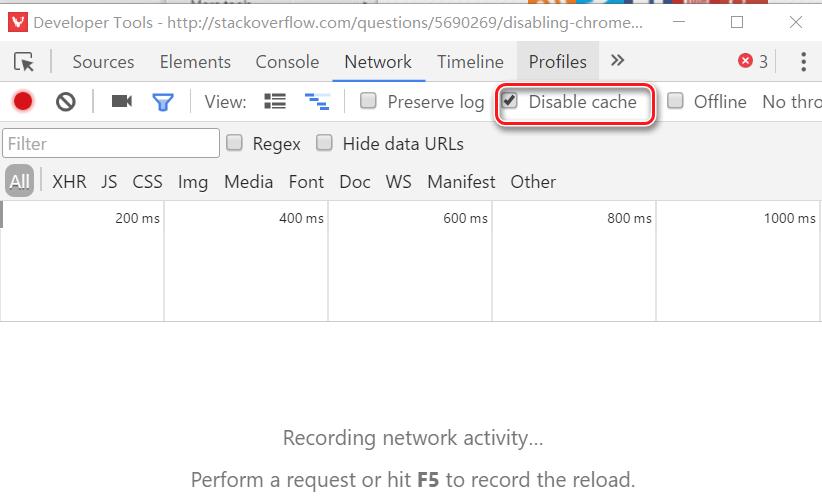 Developer Tools - http://stackoverflow.com/questions/5690269/disabling-chrome...
Sources Elements Console Network Timeline Profiles » 3
View: Preserve log Disable cache Offline No thro
Filter Regex Hide data URLs
All XHR JS CSS Img Media Font Doc WS Manifest Other
200 ms 400 ms 600 ms 800 ms 1000 ms
Recording network activity...
Perform a request or hit F5 to record the reload.